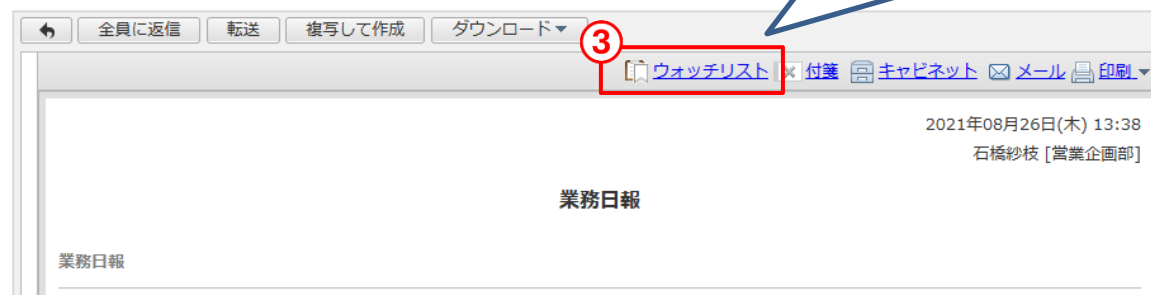 全員に返信 転送 複写して作成 ダウンロード
③
ウォッチリスト 付箋 キャビネット メール 印刷
2021年08月26日(木) 13:38
石橋紗枝 [営業企画部]
業務日報
業務日報